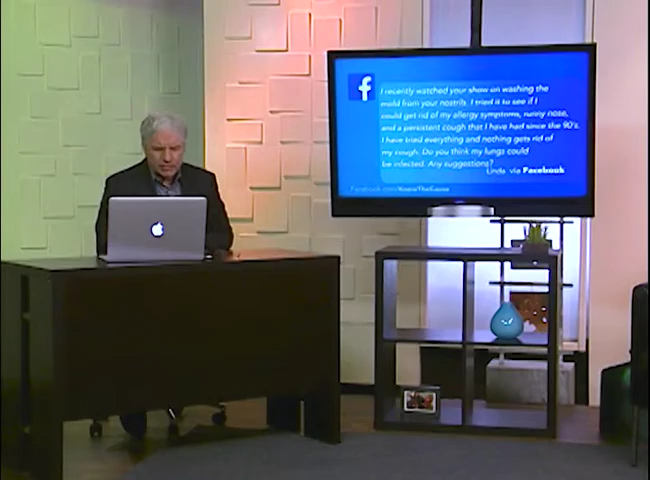 I recently watched your show on washing the
mold from your nostrils. I tried it to see if I
could get rid of my allergy symptoms, runny nose,
and a persistent cough that I have had since the 90's.
I have tried everything and nothing gets rid of
my cough. Do you think my lungs could
be infected. Any suggestions?
Linda via Facebook
Facebook.com/KnowTheCause